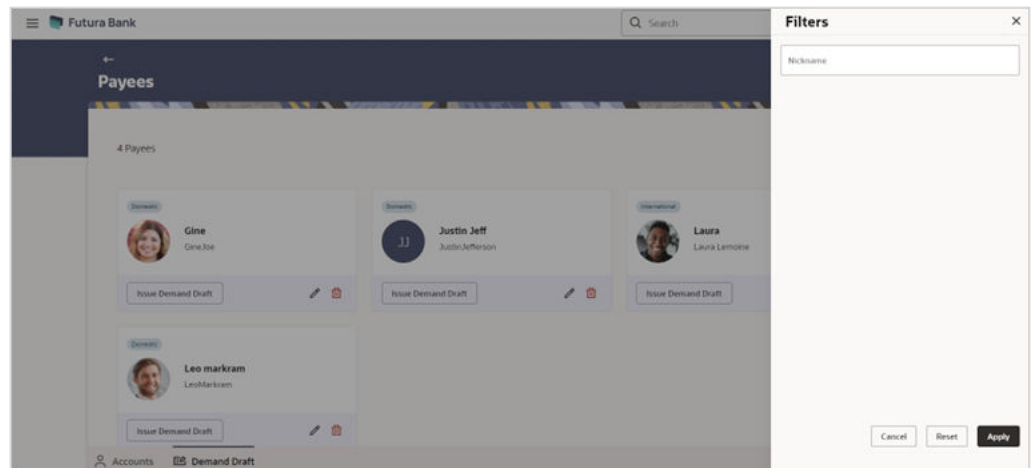 Futura Bank
Search
Filters
Nickname
Payees
4 Payees
Domestic
Gine
GineJoe
Issue Demand Draft
Domestic
JJ
Justin Jeff
JustinJefferson
Issue Demand Draft
International
Laura
Laura Lemoine
Issue Demand Draft
Domestic
Leo markram
LeoMarkram
Issue Demand Draft
Cancel
Reset
Apply
Accounts
Demand Draft